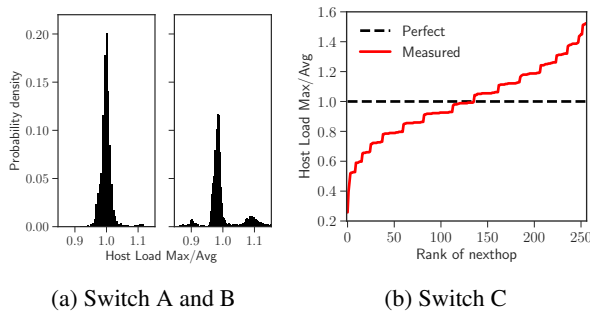 0.20
0.15
0.10
0.05
0.00
Probability density
0.9 1.0 1.1
0.9 1.0 1.1
Host Load Max/Avg
(a) Switch A and B
1.6
1.4
1.2
1.0
0.8
0.6
0.4
0.2
Host Load Max/Avg
Perfect
Measured
0 50 100 150 200 250
Rank of nexthop
(b) Switch C